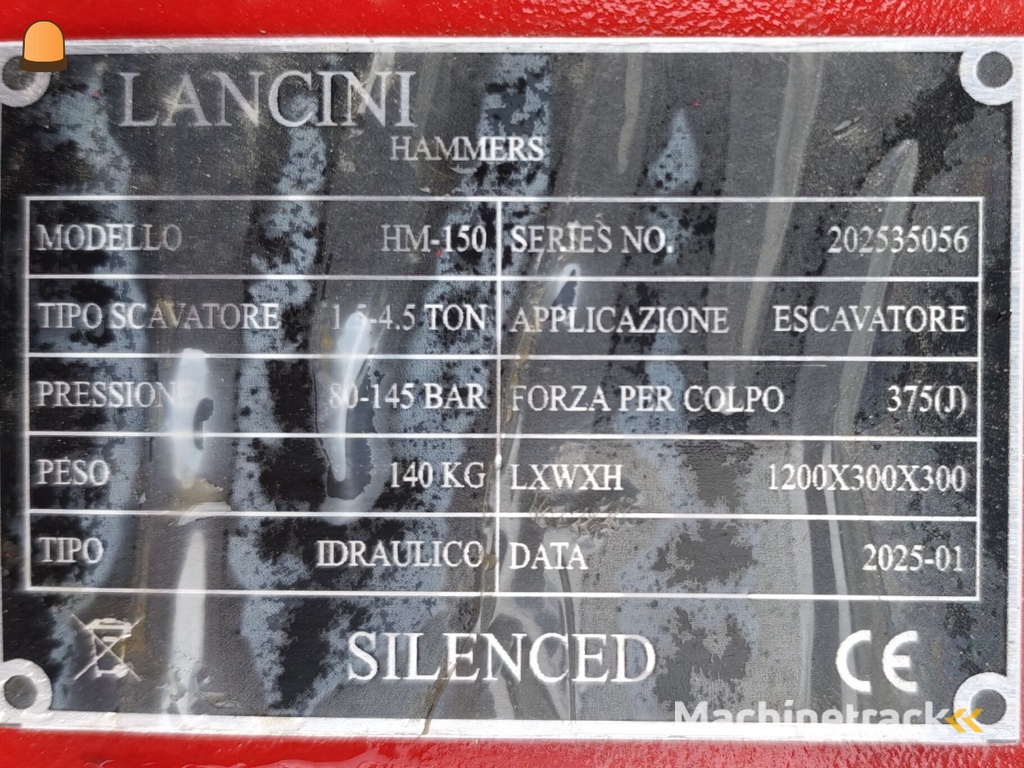 LANCINI
HAMMERS
MODELLO HM-150 SERIES NO. 202535056
TIPO SCAVATORE 1.5-4.5 TON APPLICAZIONE ESCAVATORE
PRESSIONE 80-145 BAR FORZA PER COLPO 375(J)
PESO 140 KG LXWXH 1200X300X300
TIPO IDRAULICO DATA 2025-01
SILENCED CE
Machinetrack